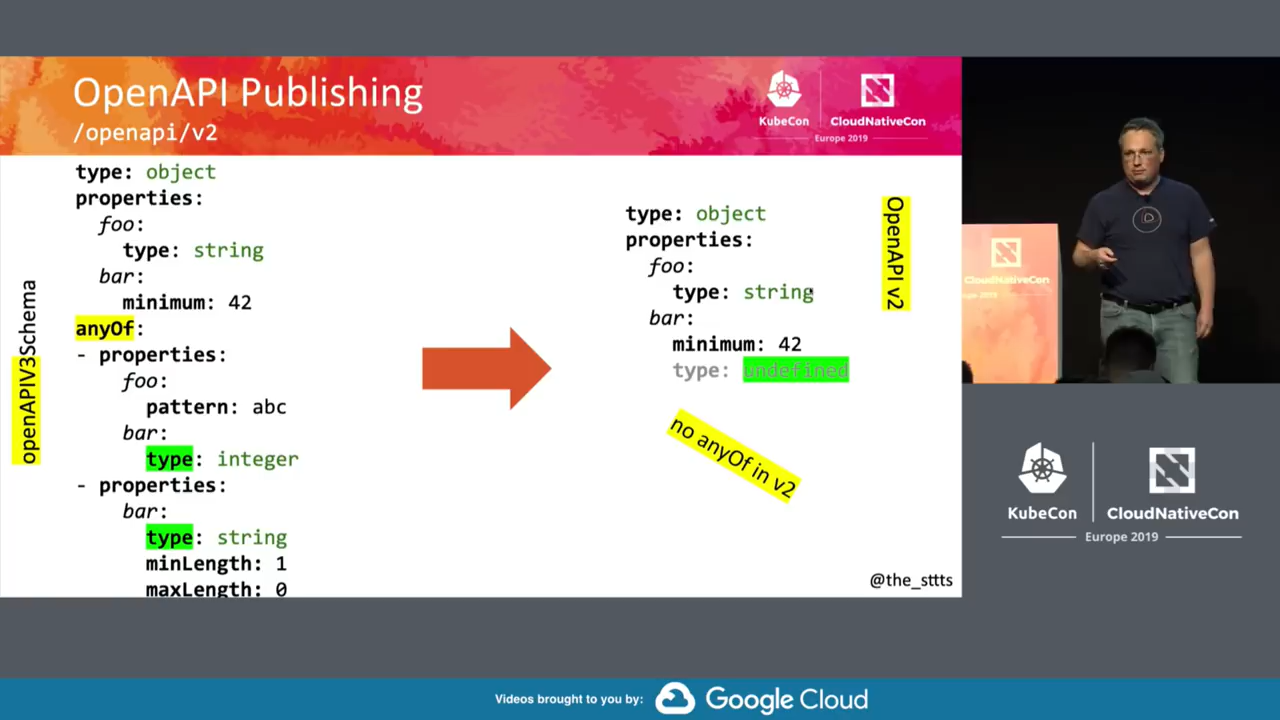 OpenAPI Publishing
/openapi/v2
KubeCon
CloudNativeCon
Europe 2019
openAPIV3Schema
type: object
properties:
foo:
type: string
bar:
minimum: 42
anyOf:
- properties:
foo:
pattern: abc
bar:
type: integer
- properties:
bar:
type: string
minLength: 1
maxLength: 0
type: object
properties:
foo:
type: string
bar:
minimum: 42
type: undefined
OpenAPI v2
no anyOf in v2
@the_sttts
CloudNativeCon
KubeCon
CloudNativeCon
Europe 2019
Videos brought to you by:
Google Cloud